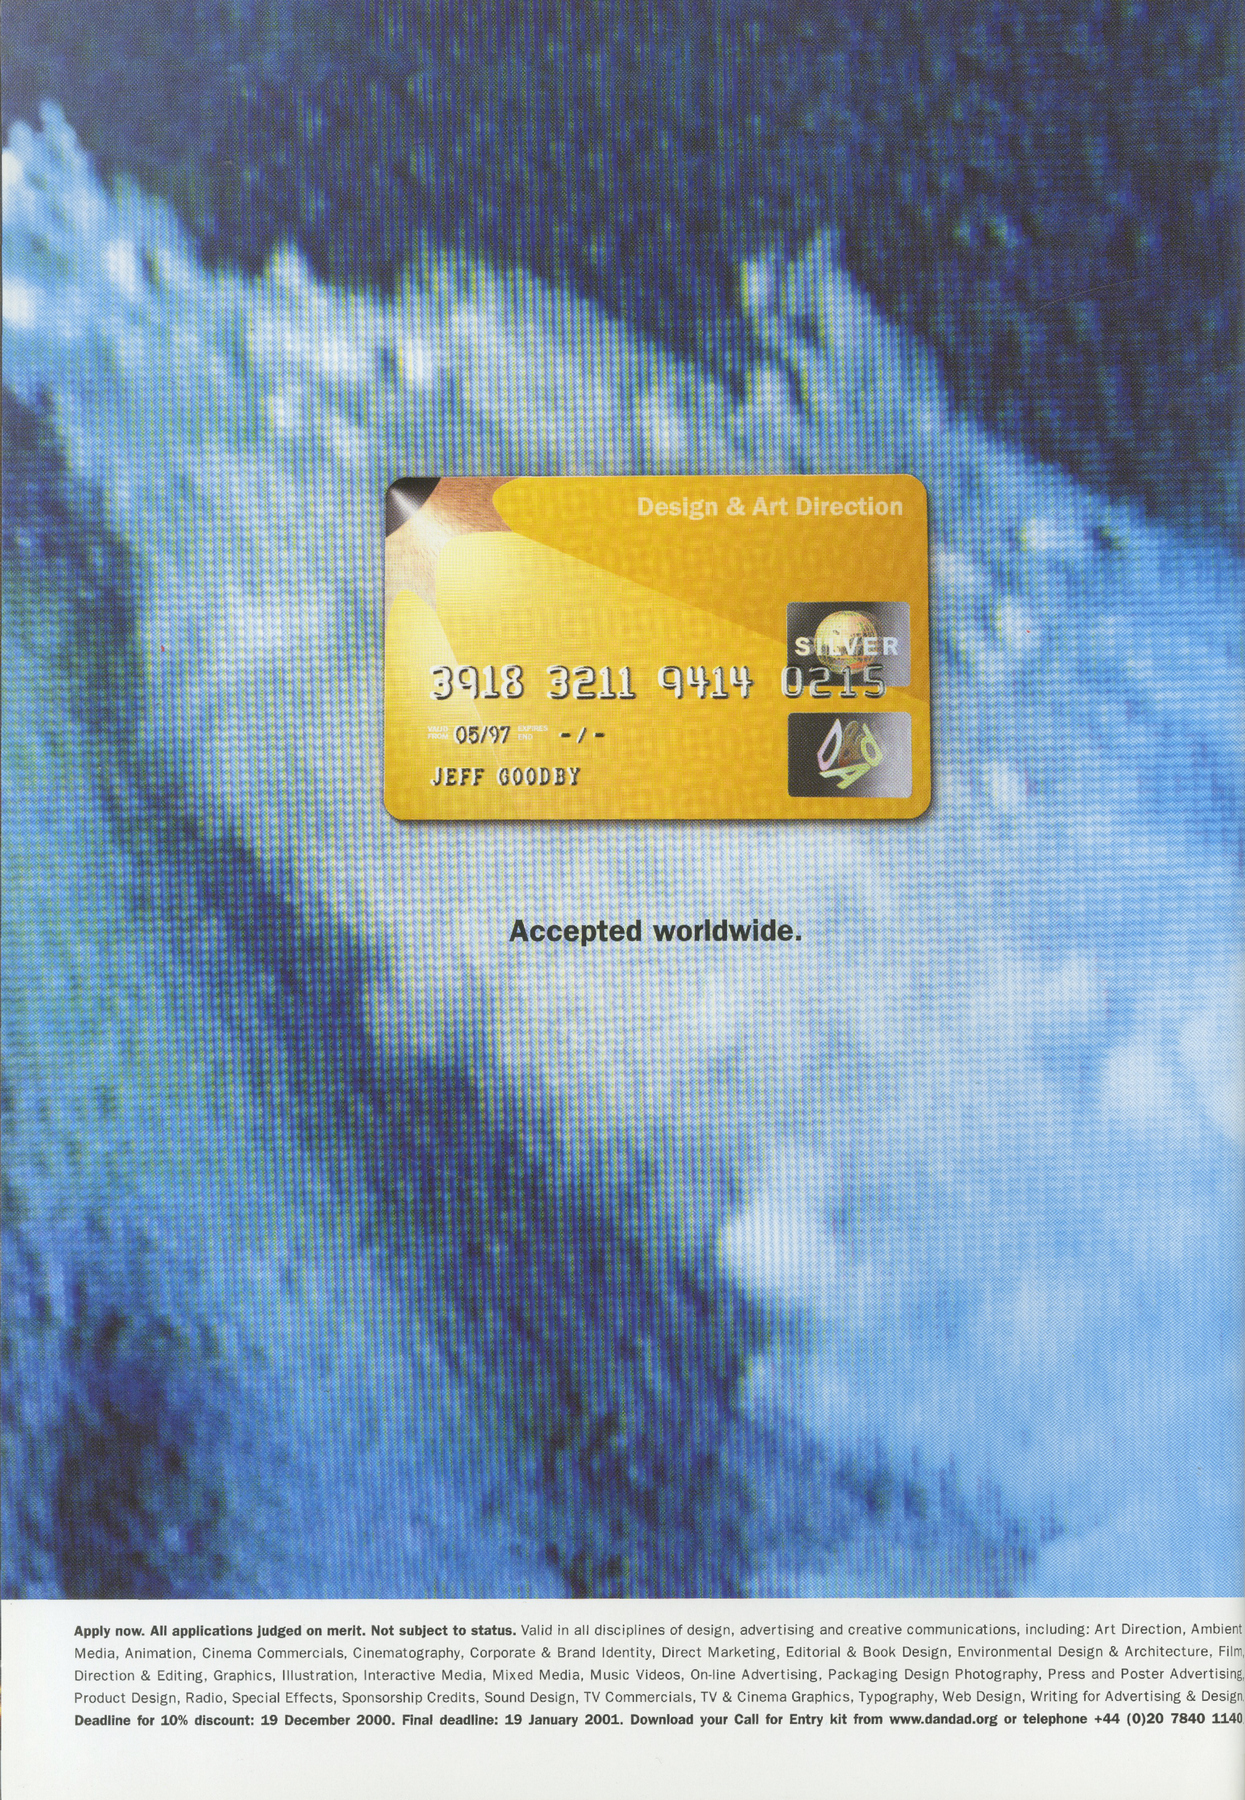 Design & Art Direction
SILVER
3918 3211 9414 0215
VALID FROM 05/97 EXPIRES END - / -
JEFF GOODBY
D&AD
Accepted worldwide.
Apply now. All applications judged on merit. Not subject to status. Valid in all disciplines of design, advertising and creative communications, including: Art Direction, Ambient
Media, Animation, Cinema Commercials, Cinematography, Corporate & Brand Identity, Direct Marketing, Editorial & Book Design, Environmental Design & Architecture, Film
Direction & Editing, Graphics, Illustration, Interactive Media, Mixed Media, Music Videos, On-line Advertising, Packaging Design Photography, Press and Poster Advertising,
Product Design, Radio, Special Effects, Sponsorship Credits, Sound Design, TV Commercials, TV & Cinema Graphics, Typography, Web Design, Writing for Advertising & Design
Deadline for 10% discount: 19 December 2000. Final deadline: 19 January 2001. Download your Call for Entry kit from www.dandad.org or telephone +44 (0)20 7840 1140